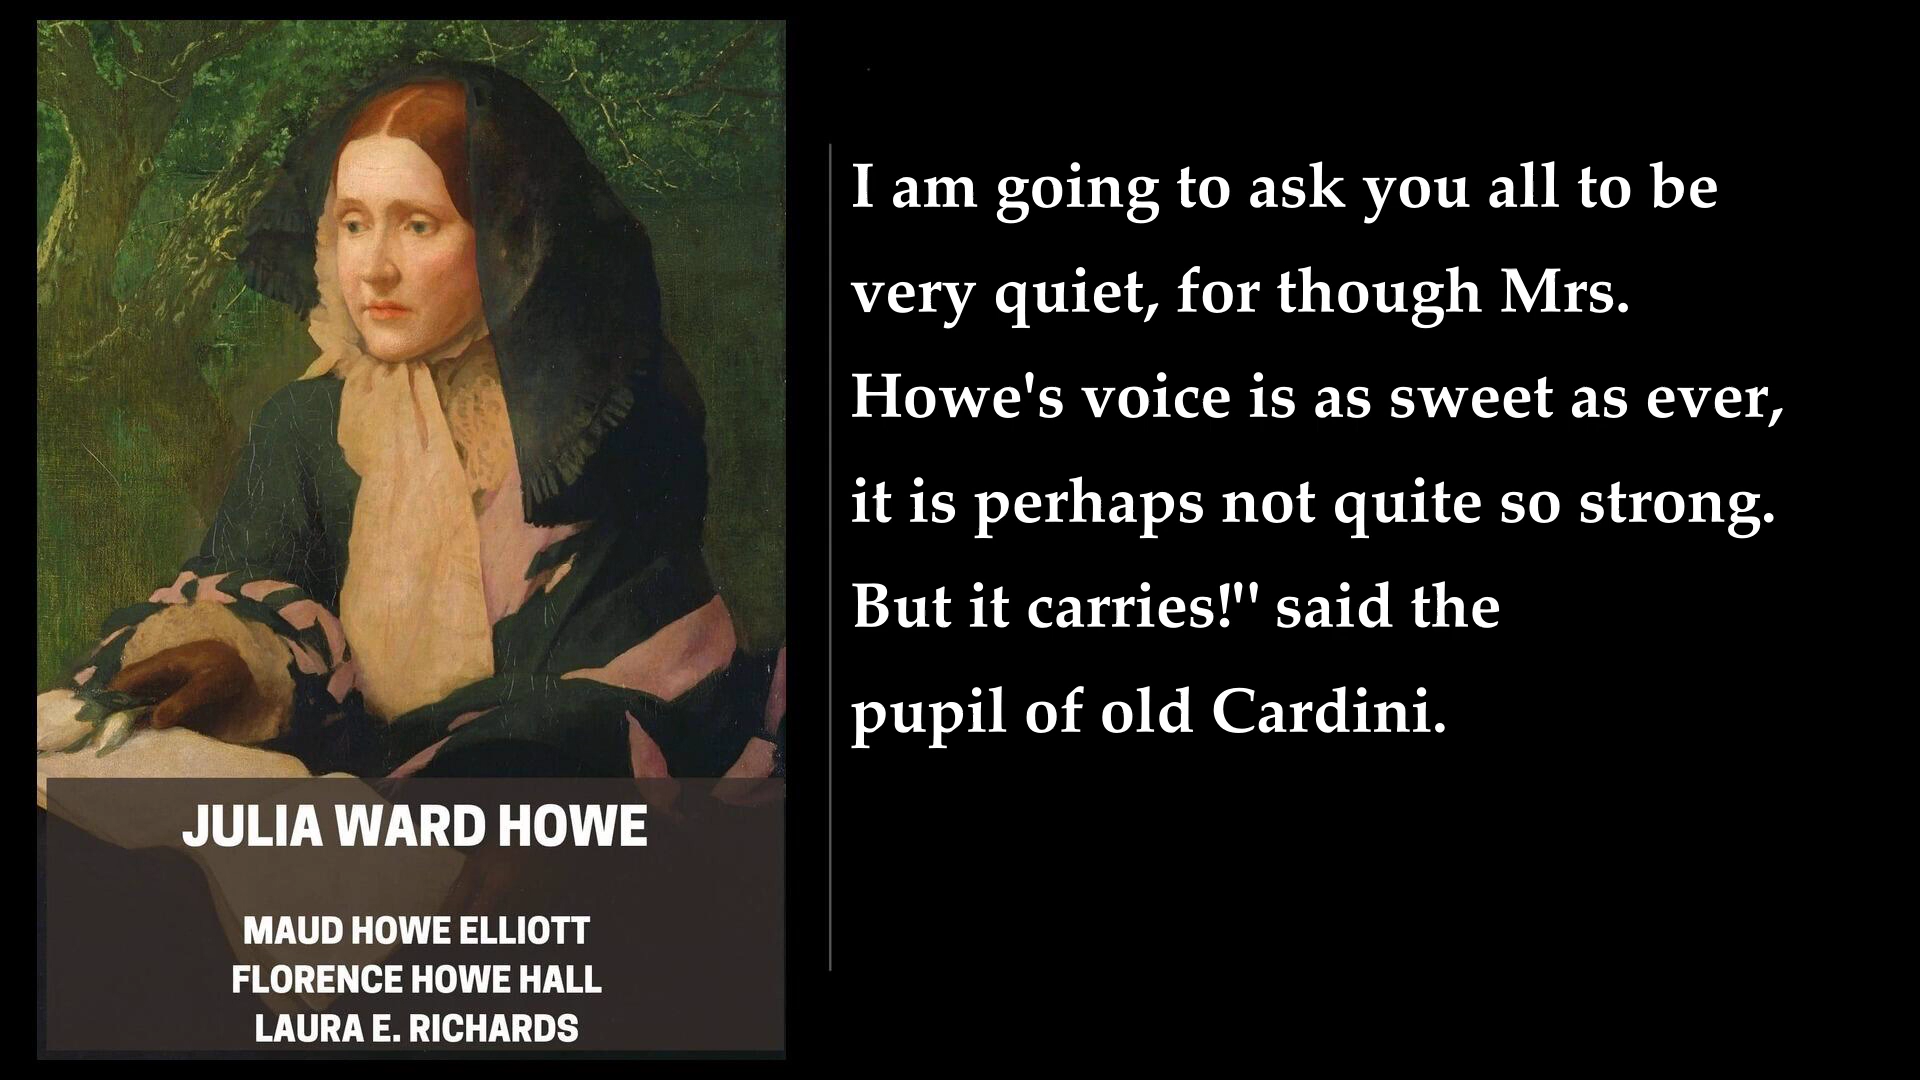 JULIA WARD HOWE
MAUD HOWE ELLIOTT
FLORENCE HOWE HALL
LAURA E. RICHARDS
I am going to ask you all to be
very quiet, for though Mrs.
Howe's voice is as sweet as ever,
it is perhaps not quite so strong.
But it carries!" said the
pupil of old Cardini.